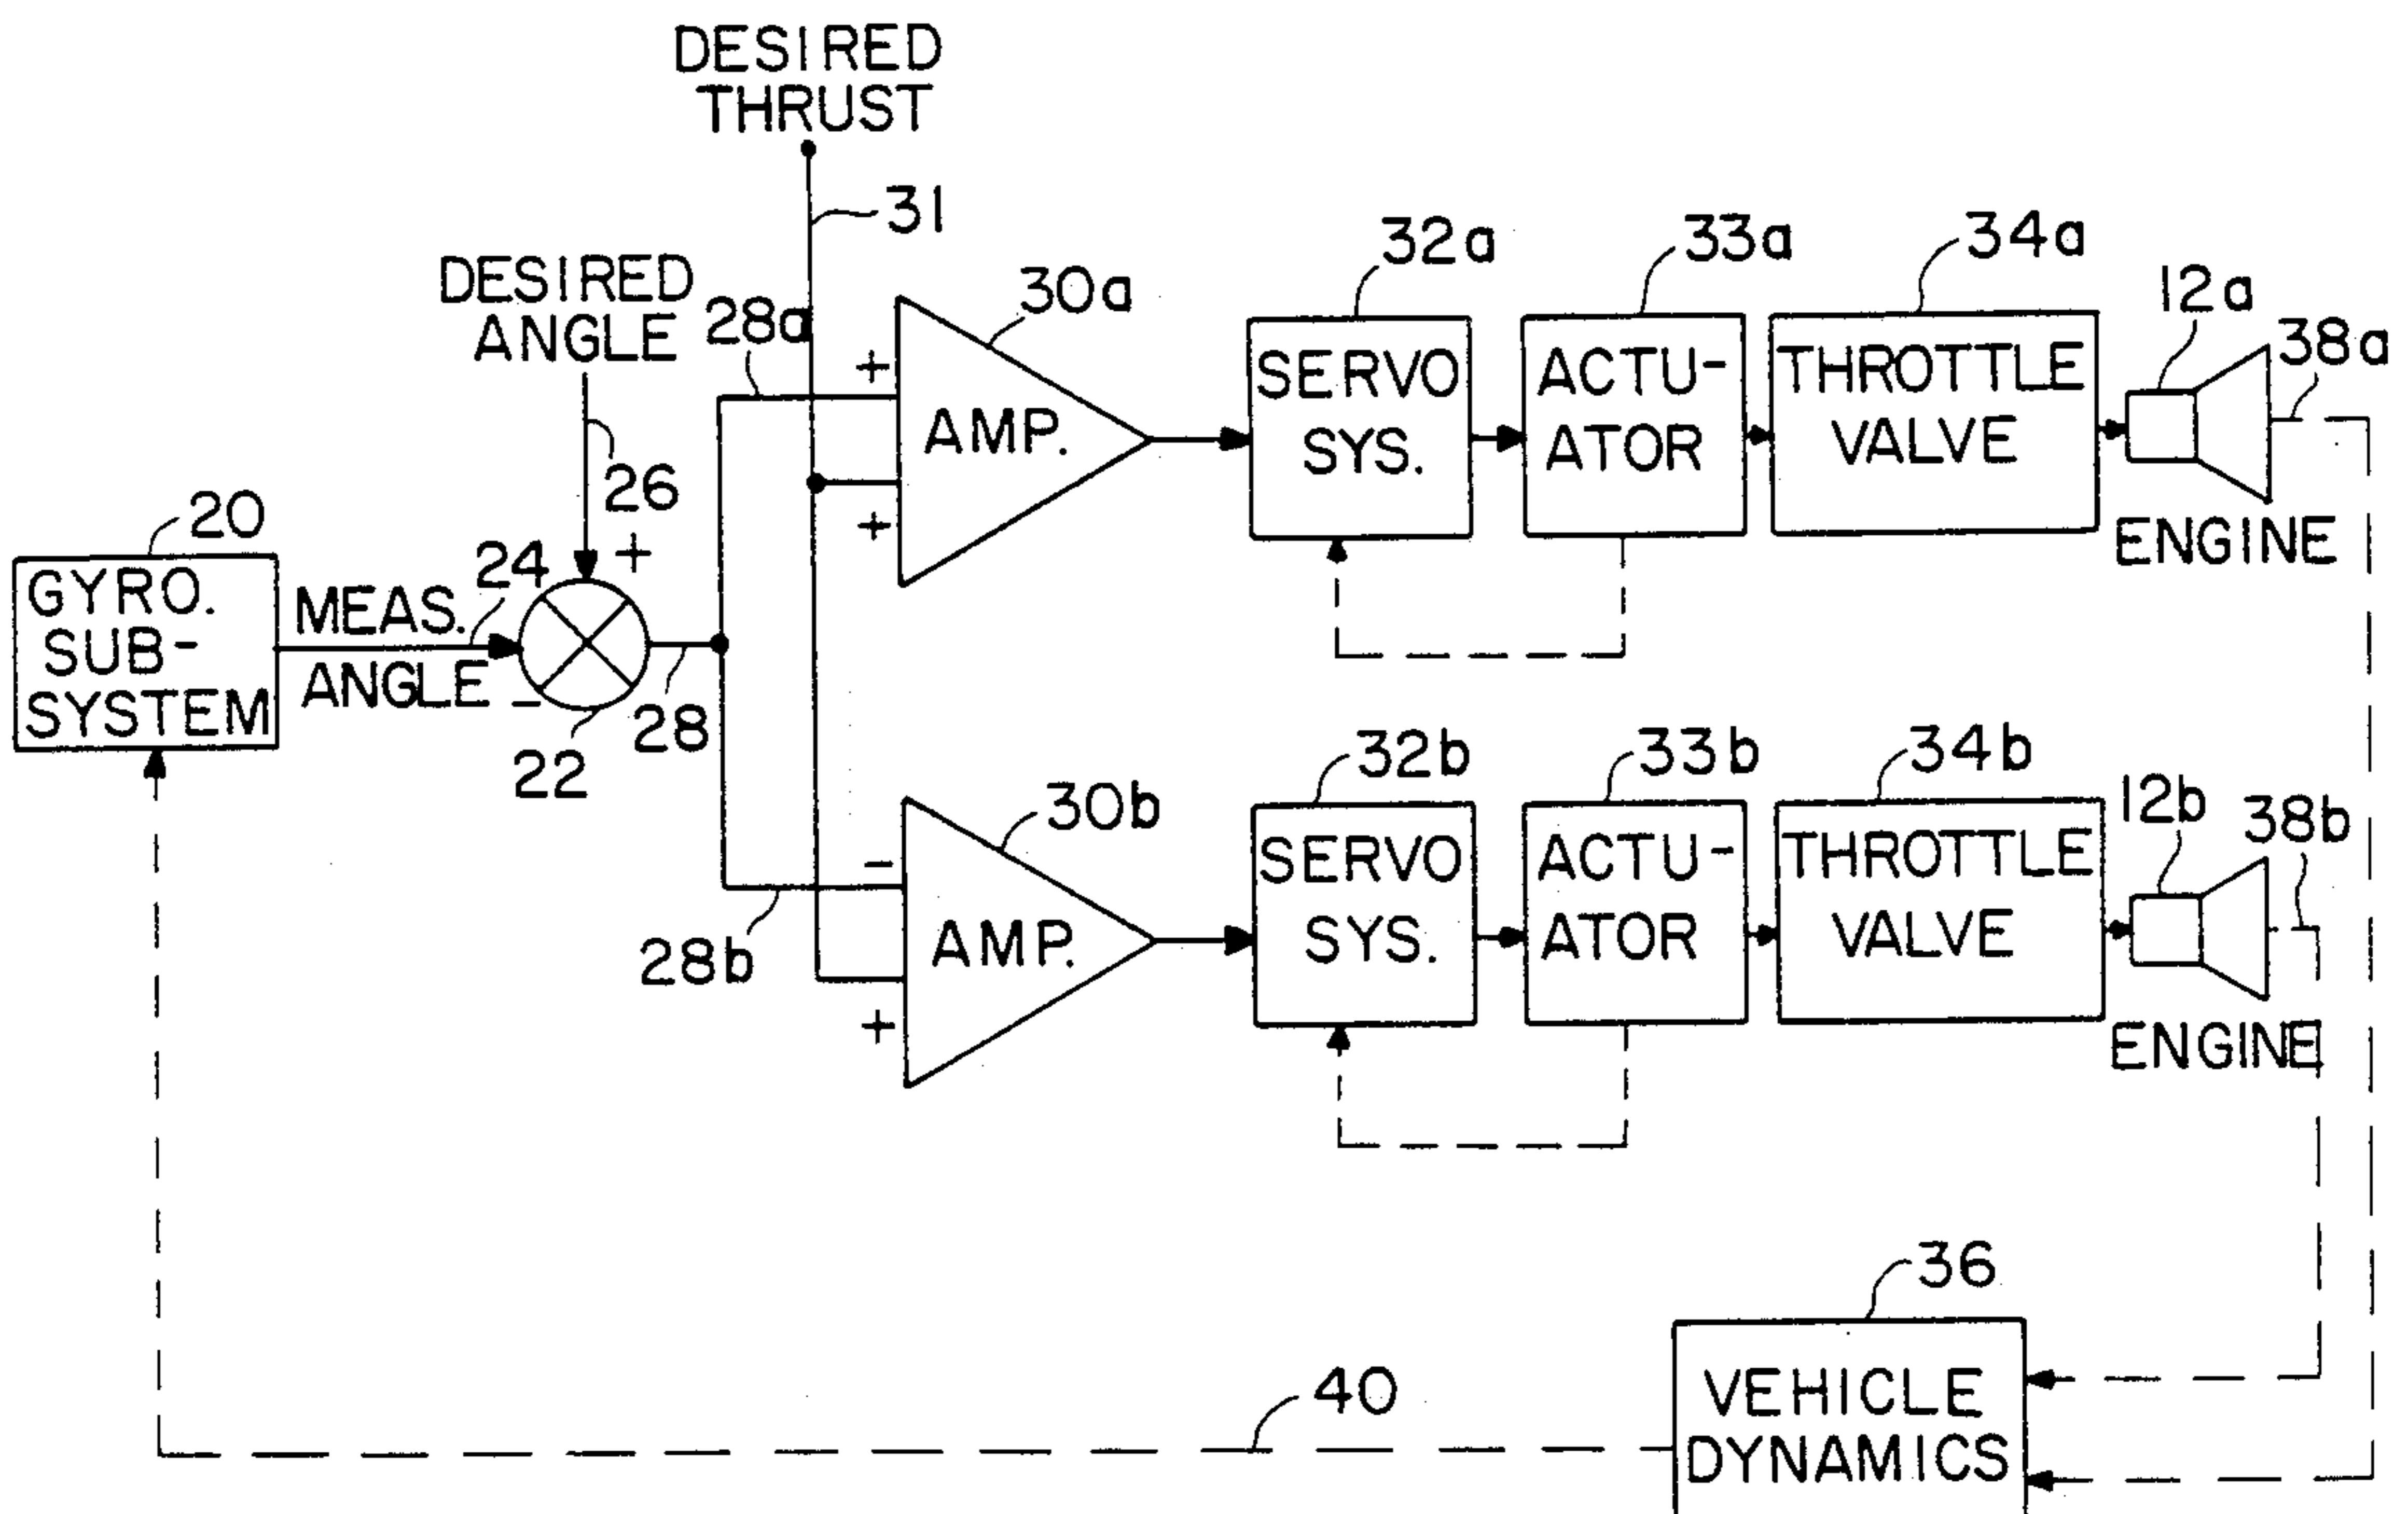 DESIRED
THRUST
31
DESIRED
ANGLE
26
+
28a
30a
+
AMP.
+
32a
SERVO
SYS.
33a
ACTU-
ATOR
34a
THROTTLE
VALVE
12a
38a
ENGINE
20
GYRO.
SUB-
SYSTEM
24
MEAS.
ANGLE
-
22
28
28b
30b
-
AMP.
+
32b
SERVO
SYS.
33b
ACTU-
ATOR
34b
THROTTLE
VALVE
12b
38b
ENGINE
36
VEHICLE
DYNAMICS
40